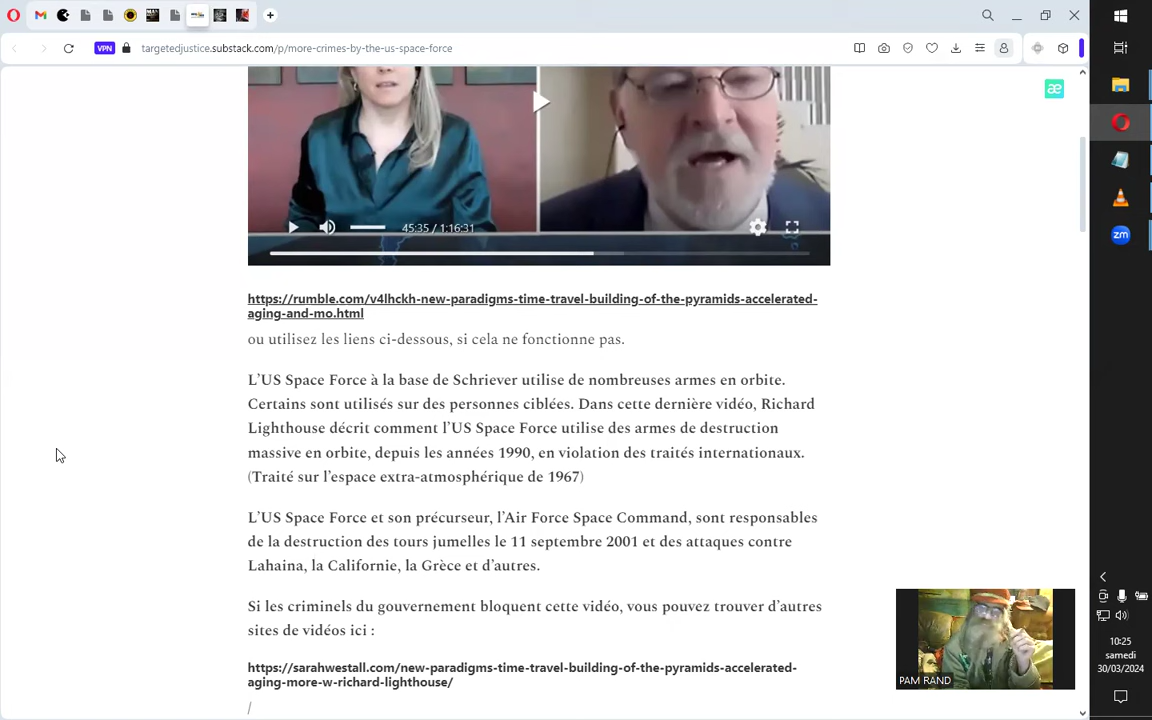 VPN
targetedjustice.substack.com/p/more-crimes-by-the-us-space-force
æ
45:35 / 1:16:31
https://rumble.com/v4lhckh-new-paradigms-time-travel-building-of-the-pyramids-accelerated-
aging-and-mo.html
ou utilisez les liens ci-dessous, si cela ne fonctionne pas.
L’US Space Force à la base de Schriever utilise de nombreuses armes en orbite.
Certains sont utilisés sur des personnes ciblées. Dans cette dernière vidéo, Richard
Lighthouse décrit comment l’US Space Force utilise des armes de destruction
massive en orbite, depuis les années 1990, en violation des traités internationaux.
(Traité sur l’espace extra-atmosphérique de 1967)
L’US Space Force et son précurseur, l’Air Force Space Command, sont responsables
de la destruction des tours jumelles le 11 septembre 2001 et des attaques contre
Lahaina, la Californie, la Grèce et d’autres.
Si les criminels du gouvernement bloquent cette vidéo, vous pouvez trouver d’autres
sites de vidéos ici :
https://sarahwestall.com/new-paradigms-time-travel-building-of-the-pyramids-accelerated-
aging-more-w-richard-lighthouse/
/
zm
PAM RAND
10:25
samedi
30/03/2024